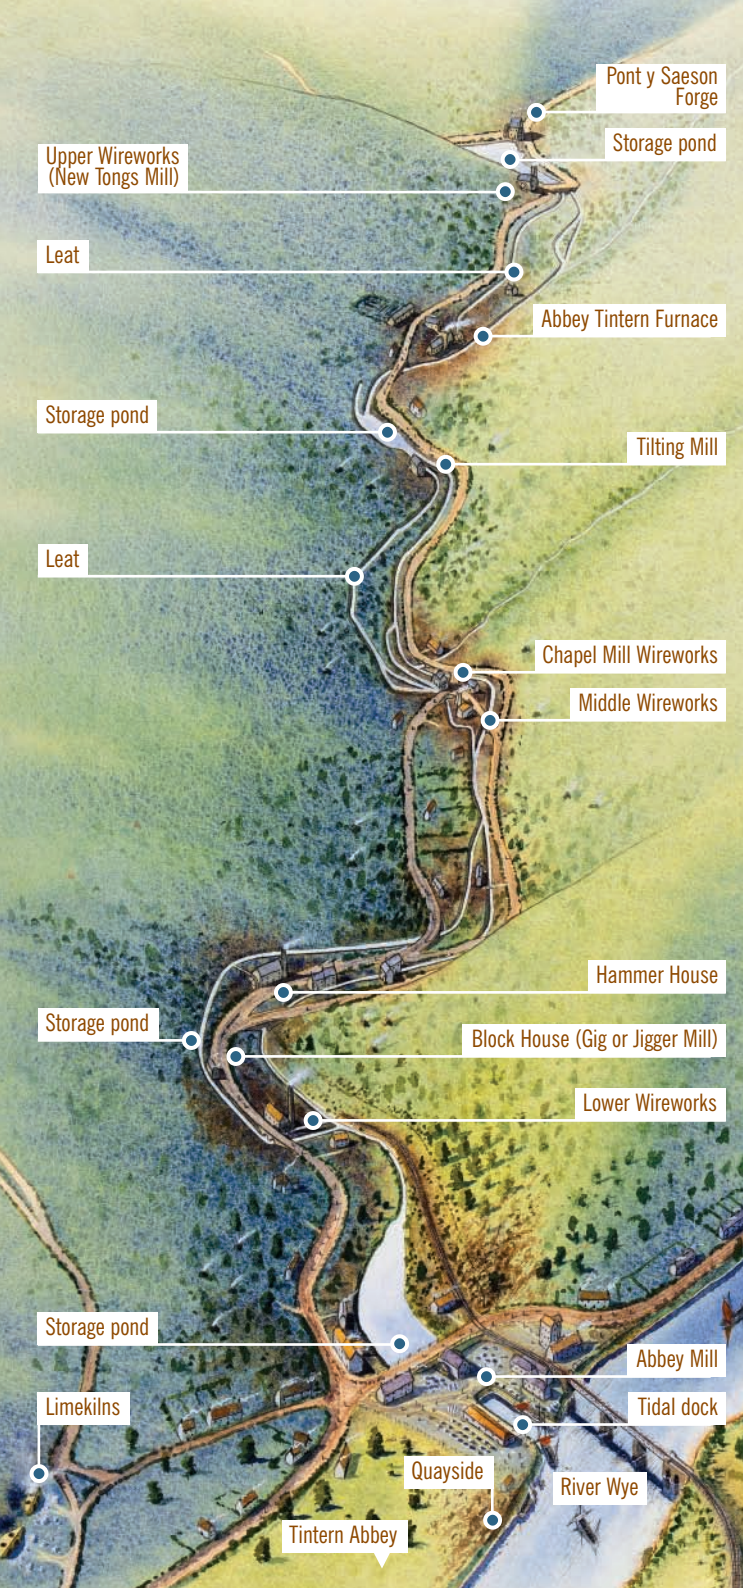 Pont y Saeson
Forge
Storage pond
Upper Wireworks
(New Tongs Mill)
Leat
Abbey Tintern Furnace
Storage pond
Tilting Mill
Leat
Chapel Mill Wireworks
Middle Wireworks
Hammer House
Storage pond
Block House (Gig or Jigger Mill)
Lower Wireworks
Storage pond
Abbey Mill
Limekilns
Tidal dock
Quayside
River Wye
Tintern Abbey